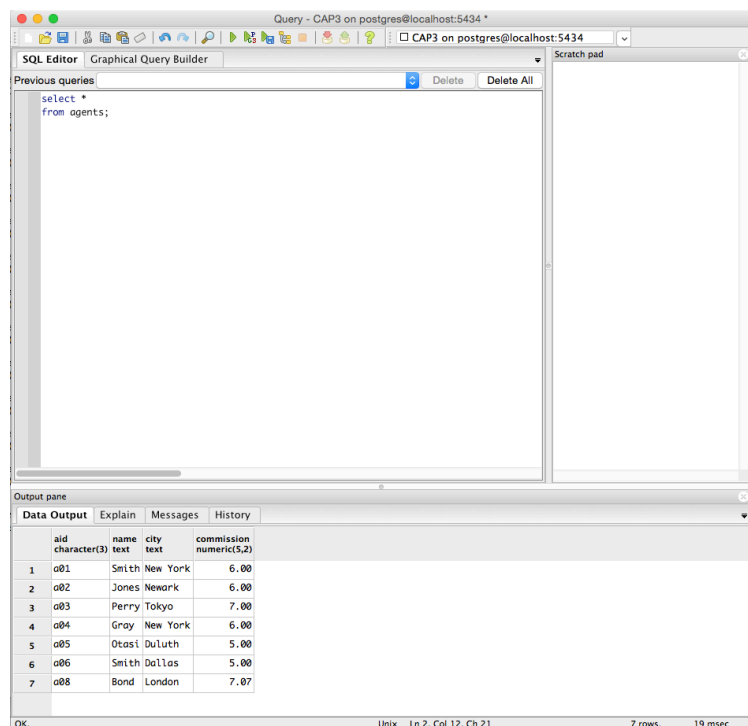 Query - CAP3 on postgres@localhost:5434 *
CAP3 on postgres@localhost:5434
SQL Editor Graphical Query Builder
Scratch pad
Previous queries Delete Delete All
select *
from agents;
Output pane
Data Output Explain Messages History
aid name city commission
character(3) text text numeric(5,2)
1 a01 Smith New York 6.00
2 a02 Jones Newark 6.00
3 a03 Perry Tokyo 7.00
4 a04 Gray New York 6.00
5 a05 Otasi Duluth 5.00
6 a06 Smith Dallas 5.00
7 a08 Bond London 7.07
OK. Unix Ln 2, Col 12, Ch 21 7 rows. 19 msec